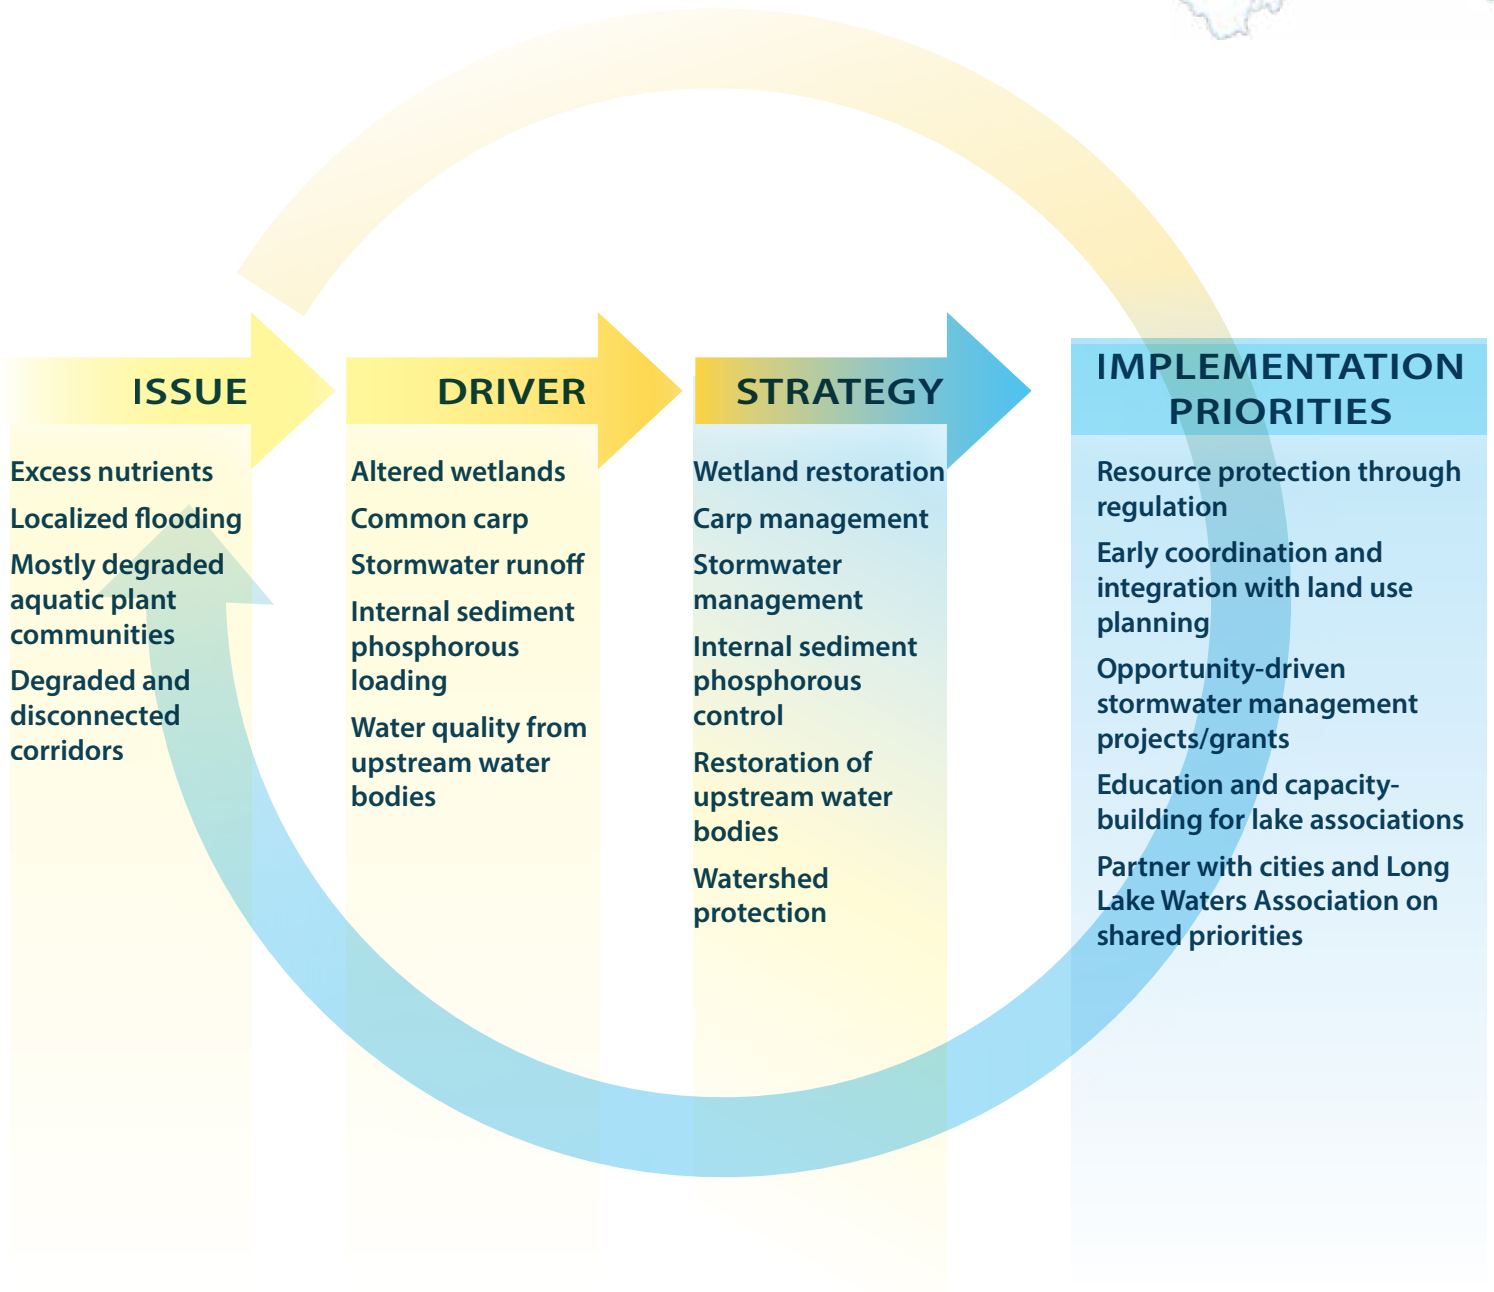 ISSUE
Excess nutrients
Localized flooding
Mostly degraded
aquatic plant
communities
Degraded and
disconnected
corridors
DRIVER
Altered wetlands
Common carp
Stormwater runoff
Internal sediment
phosphorous
loading
Water quality from
upstream water
bodies
STRATEGY
Wetland restoration
Carp management
Stormwater
management
Internal sediment
phosphorous
control
Restoration of
upstream water
bodies
Watershed
protection
IMPLEMENTATION
PRIORITIES
Resource protection through
regulation
Early coordination and
integration with land use
planning
Opportunity-driven
stormwater management
projects/grants
Education and capacity-
building for lake associations
Partner with cities and Long
Lake Waters Association on
shared priorities